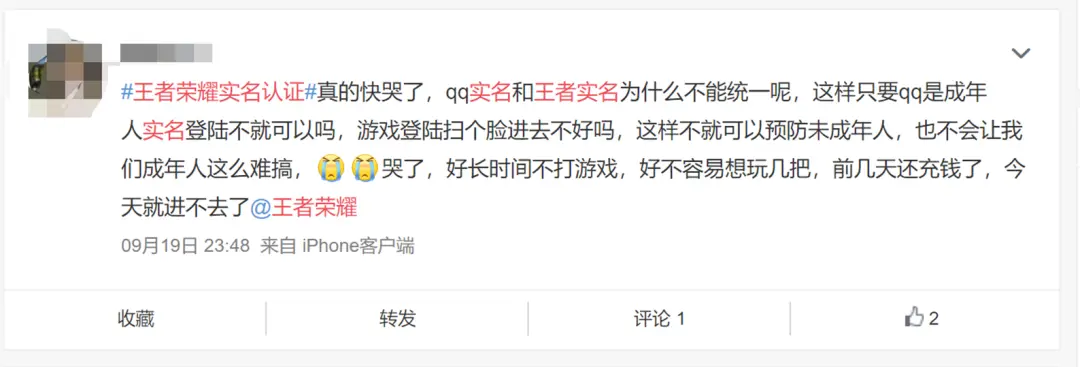 #王者荣耀实名认证#真的快哭了，qq实名和王者实名为什么不能统一呢，这样只要qq是成年
人实名登陆不就可以吗，游戏登陆扫个脸进去不好吗，这样不就可以预防未成年人，也不会让我
们成年人这么难搞，😭😭哭了，好长时间不打游戏，好不容易想玩几把，前几天还充钱了，今
天就进不去了@王者荣耀
09月19日 23:48 来自 iPhone客户端
收藏 转发 评论 1 2